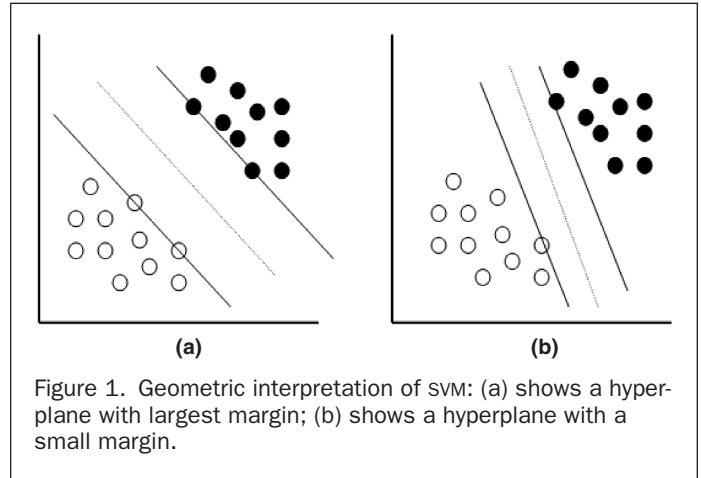 (a)
(b)
Figure 1. Geometric interpretation of SVM: (a) shows a hyper-
plane with largest margin; (b) shows a hyperplane with a
small margin.